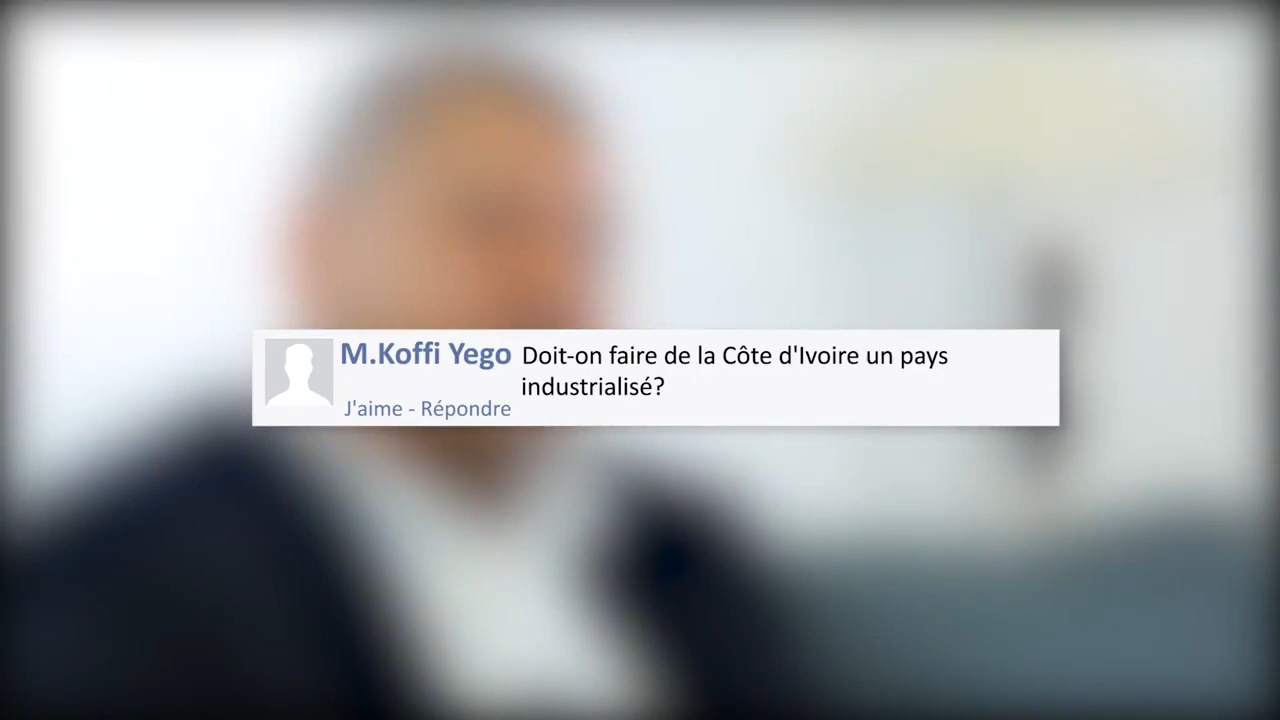 M.Koffi Yego Doit-on faire de la Côte d'Ivoire un pays
industrialisé?
J'aime - Répondre